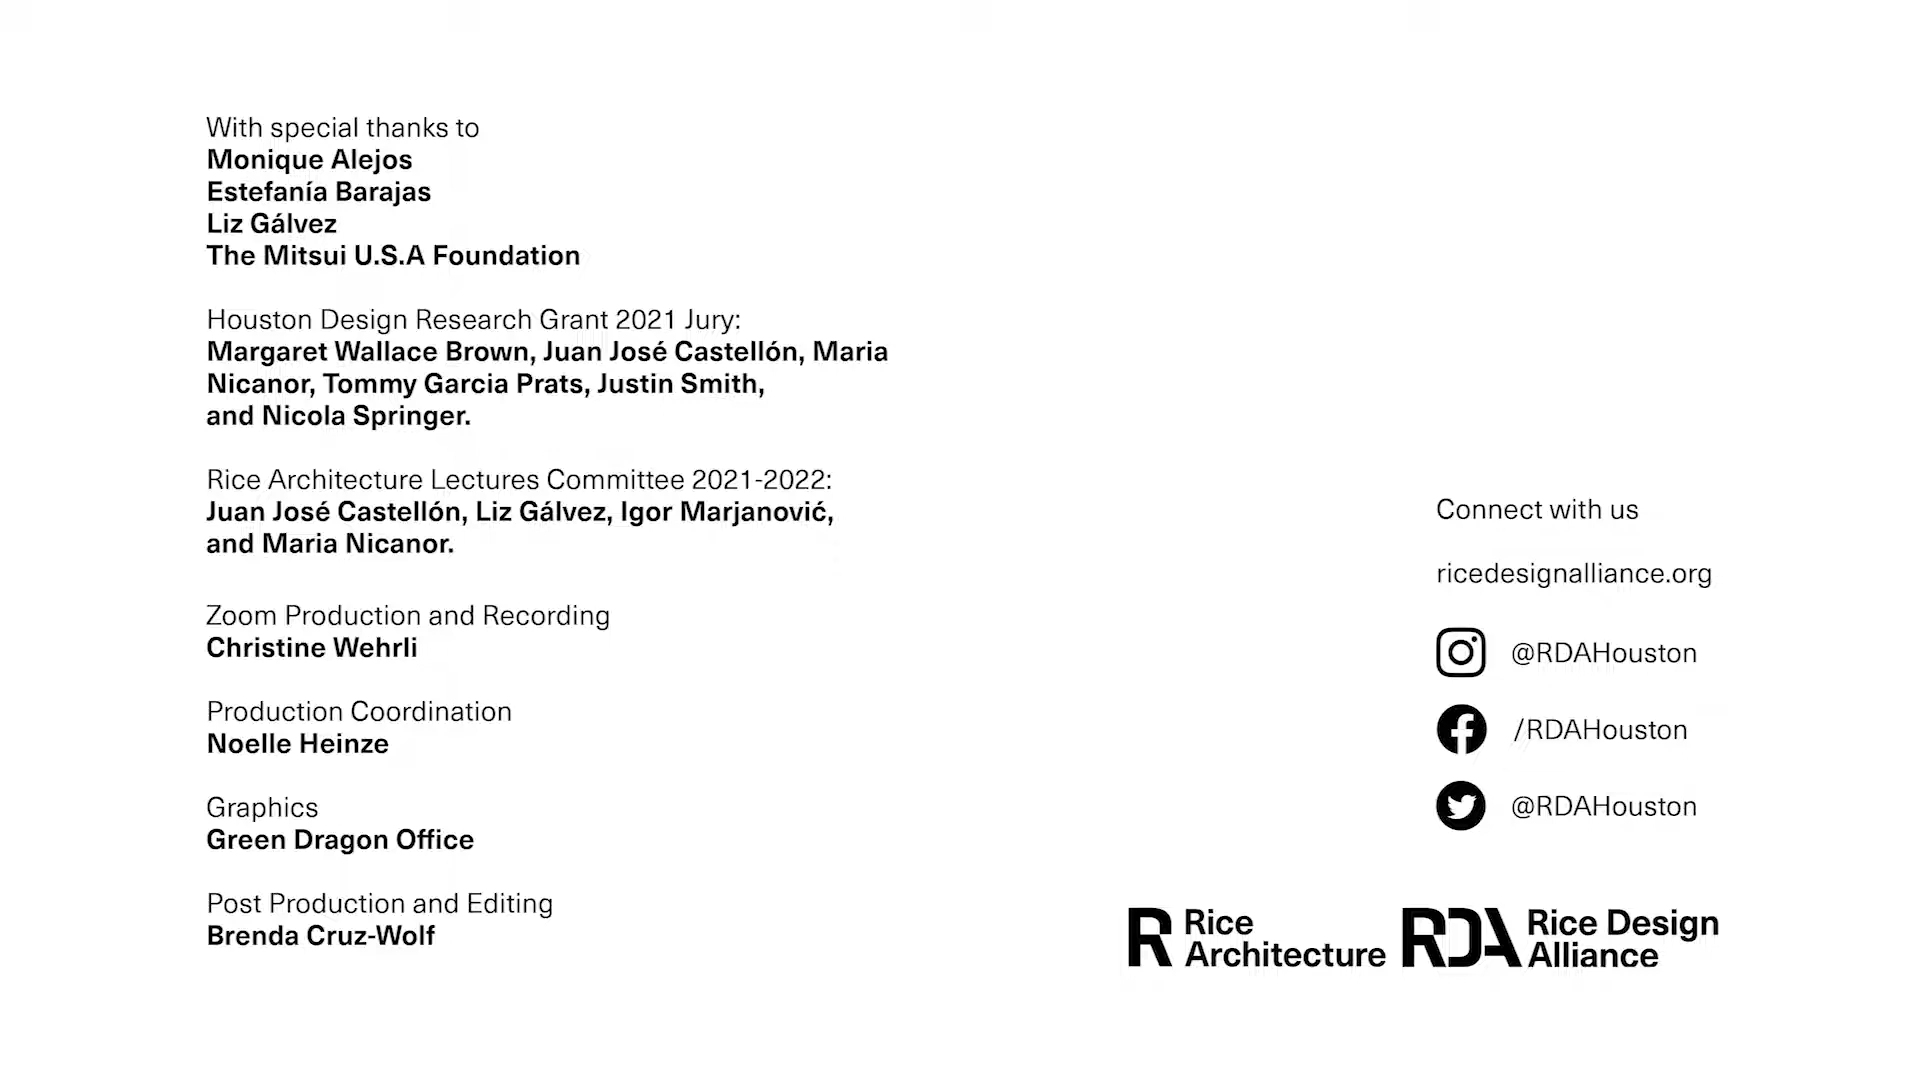 With special thanks to
Monique Alejos
Estefanía Barajas
Liz Gálvez
The Mitsui U.S.A Foundation
Houston Design Research Grant 2021 Jury:
Margaret Wallace Brown, Juan José Castellón, Maria
Nicanor, Tommy Garcia Prats, Justin Smith,
and Nicola Springer.
Rice Architecture Lectures Committee 2021-2022:
Juan José Castellón, Liz Gálvez, Igor Marjanović,
and Maria Nicanor.
Zoom Production and Recording
Christine Wehrli
Production Coordination
Noelle Heinze
Graphics
Green Dragon Office
Post Production and Editing
Brenda Cruz-Wolf
Connect with us
ricedesignalliance.org
@RDAHouston
/RDAHouston
@RDAHouston
R Rice
Architecture
RDA Rice Design
Alliance